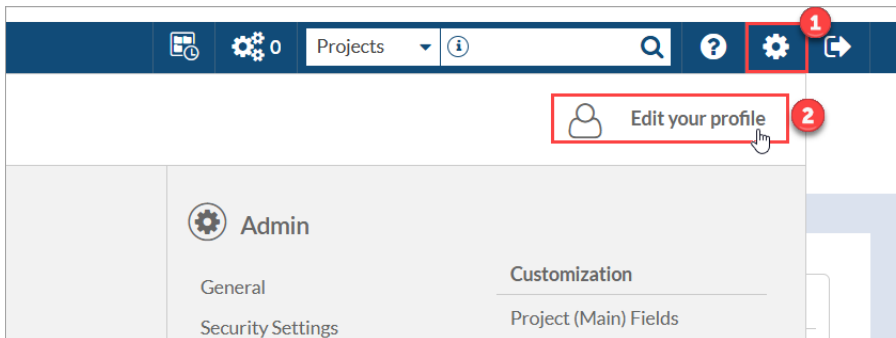 1
0 Projects i ?
Edit your profile 2
Admin
General
Security Settings
Customization
Project (Main) Fields